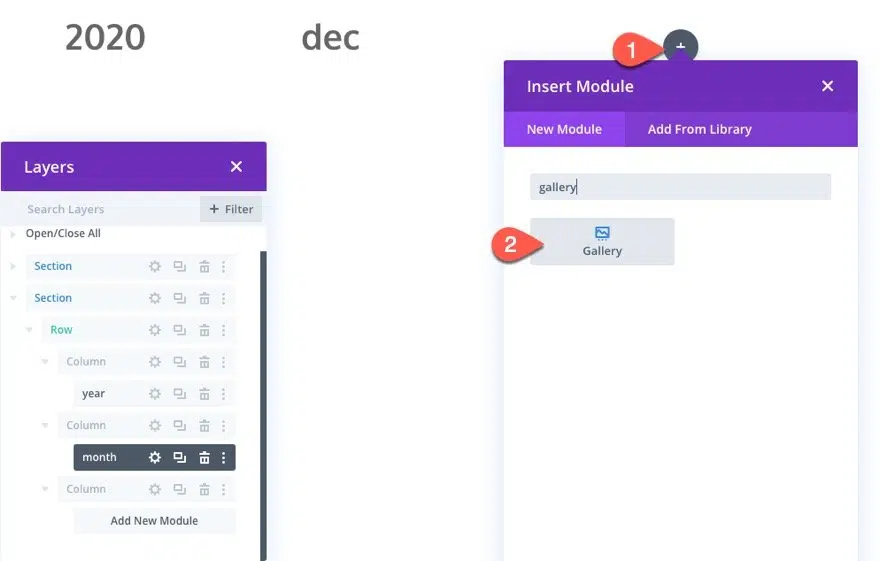 2020
dec
1
+
Insert Module
New Module
Add From Library
gallery
2
Gallery
Layers
Search Layers
+ Filter
Open/Close All
Section
Section
Row
Column
year
Column
month
Column
Add New Module